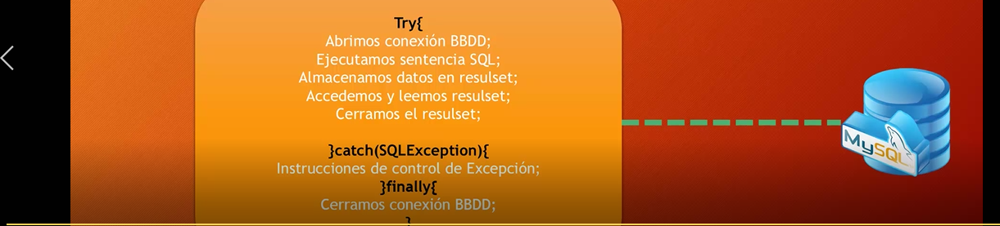 Try{
Abrimos conexión BBDD;
Ejecutamos sentencia SQL;
Almacenamos datos en resulset;
Accedemos y leemos resulset;
Cerramos el resulset;
}catch(SQLException){
Instrucciones de control de Excepción;
}finally{
Cerramos conexión BBDD;
}
MySQL